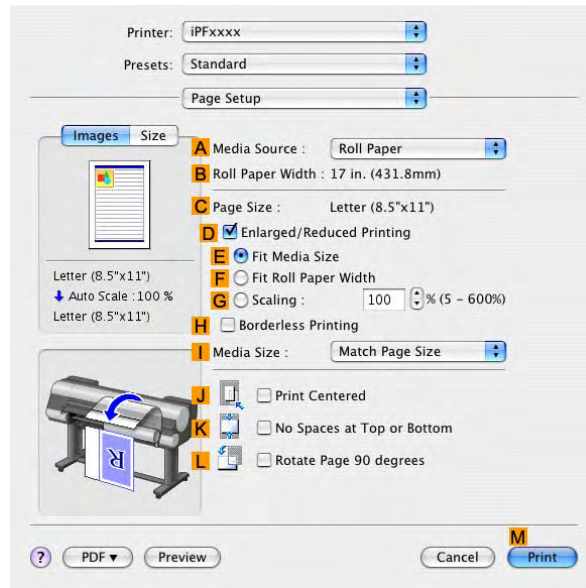 Printer: iPFxxxx
Presets: Standard
Page Setup
Images Size
A Media Source : Roll Paper
B Roll Paper Width : 17 in. (431.8mm)
C Page Size : Letter (8.5"x11")
D Enlarged/Reduced Printing
E Fit Media Size
F Fit Roll Paper Width
G Scaling : 100 % (5 - 600%)
Letter (8.5"x11")
Auto Scale :100 %
Letter (8.5"x11")
H Borderless Printing
I Media Size : Match Page Size
J Print Centered
K No Spaces at Top or Bottom
L Rotate Page 90 degrees
R
M
? PDF▼ Preview Cancel Print